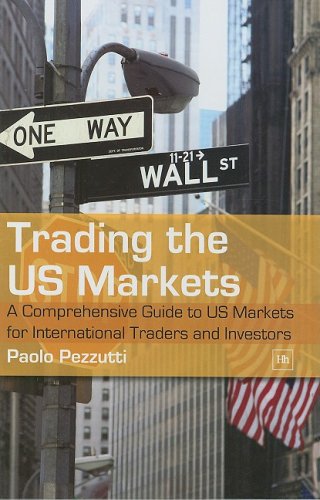 ONE WAY
11-21→
WALL ST
Trading the
US Markets
A Comprehensive Guide to US Markets
for International Traders and Investors
Paolo Pezzutti
Hh